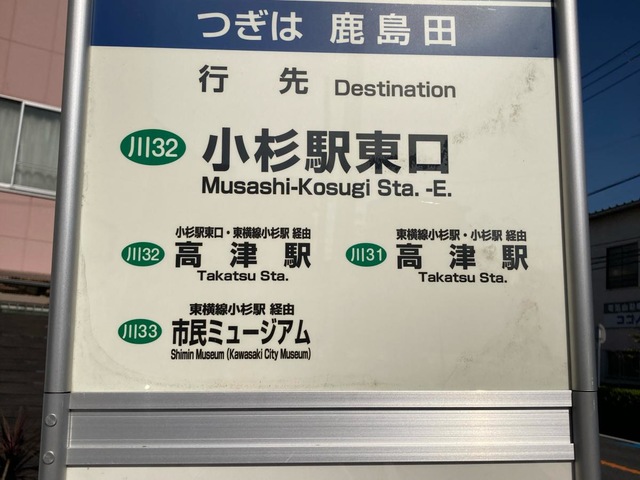 つぎは 鹿島田
行先 Destination
川32 小杉駅東口
Musashi-Kosugi Sta. -E.
小杉駅東口・東横線小杉駅 経由
川32 高津駅
Takatsu Sta.
東横線小杉駅・小杉駅 経由
川31 高津駅
Takatsu Sta.
東横線小杉駅 経由
川33 市民ミュージアム
Shimin Museum (Kawasaki City Museum)